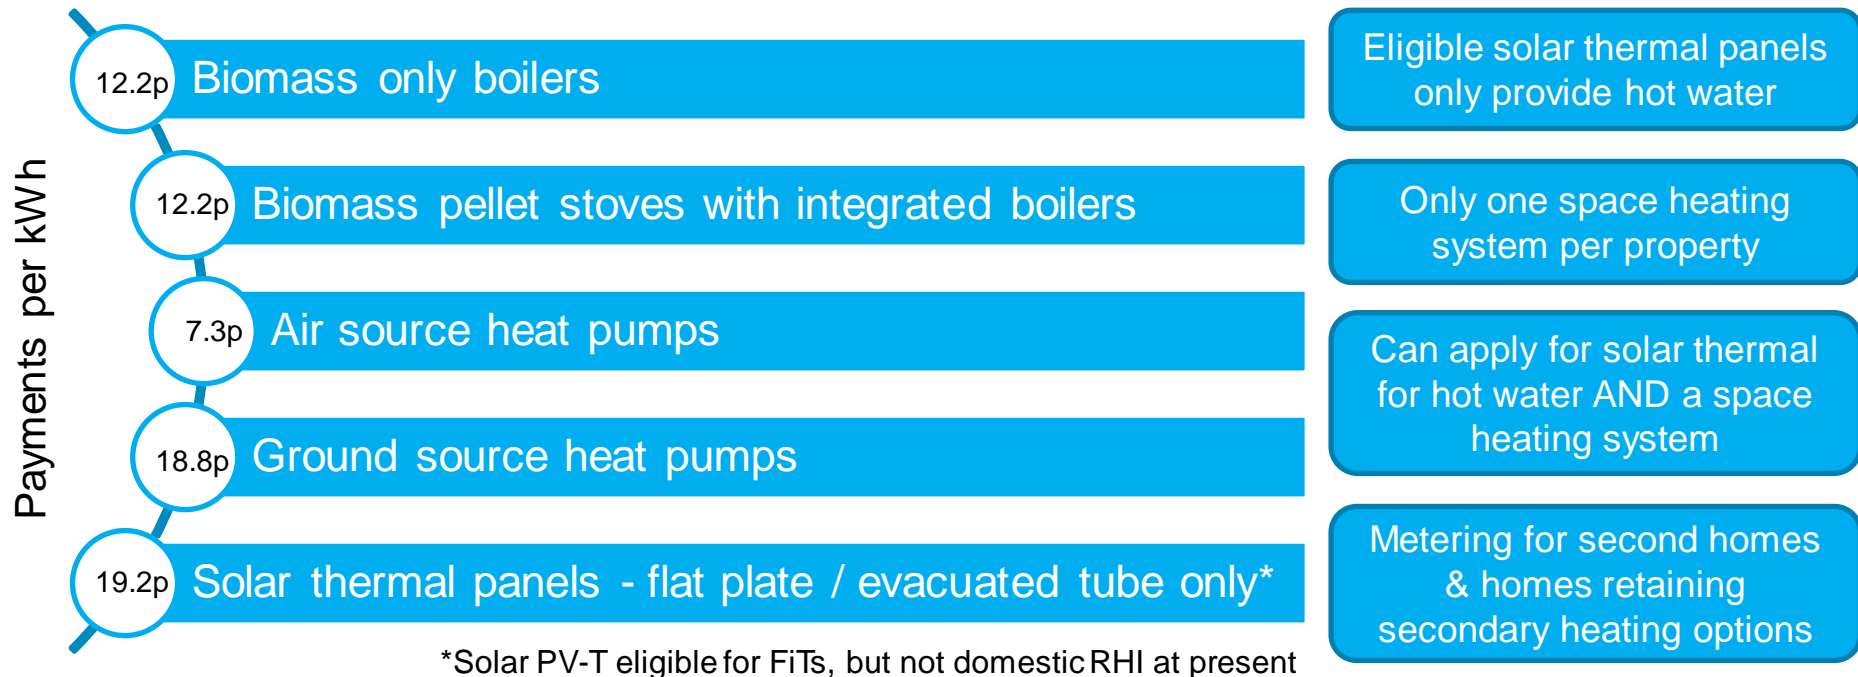 Payments per kWh
12.2p
Biomass only boilers
12.2p
Biomass pellet stoves with integrated boilers
7.3p
Air source heat pumps
18.8p
Ground source heat pumps
19.2p
Solar thermal panels - flat plate / evacuated tube only*
*Solar PV-T eligible for FiTs, but not domestic RHI at present
Eligible solar thermal panels
only provide hot water
Only one space heating
system per property
Can apply for solar thermal
for hot water AND a space
heating system
Metering for second homes
& homes retaining
secondary heating options